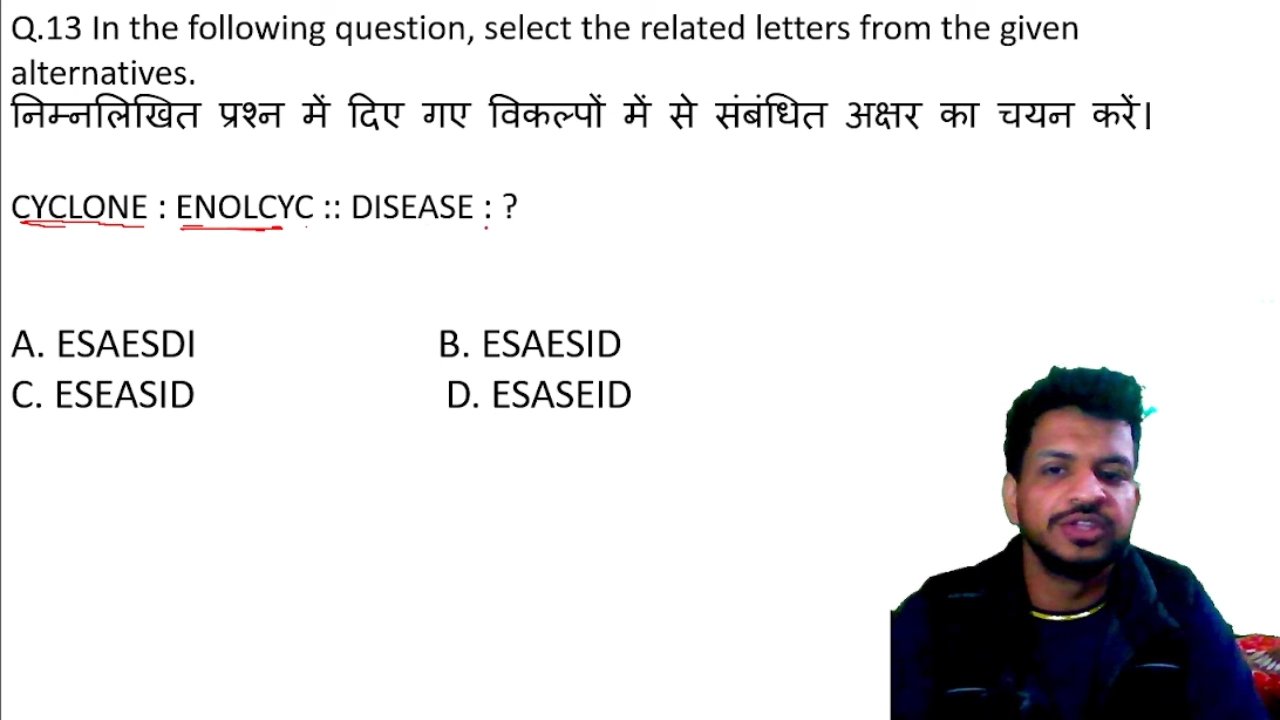 Q.13 In the following question, select the related letters from the given
alternatives.
निम्नलिखित प्रश्न में दिए गए विकल्पों में से संबंधित अक्षर का चयन करें।
CYCLONE : ENOLCYC :: DISEASE : ?
A. ESAESDI B. ESAESID
C. ESEASID D. ESASEID